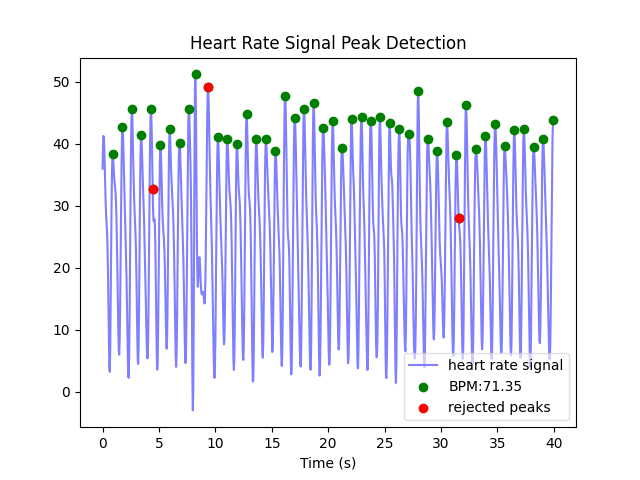 Heart Rate Signal Peak Detection
50
40
30
20
10
0
heart rate signal
BPM:71.35
rejected peaks
0 5 10 15 20 25 30 35 40
Time (s)